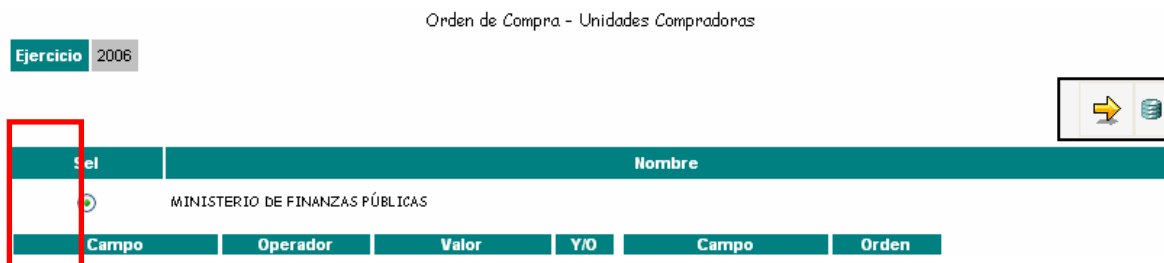 Orden de Compra - Unidades Compradoras
Ejercicio 2006
Sel Nombre
MINISTERIO DE FINANZAS PÚBLICAS
Campo Operador Valor Y/O Campo Orden